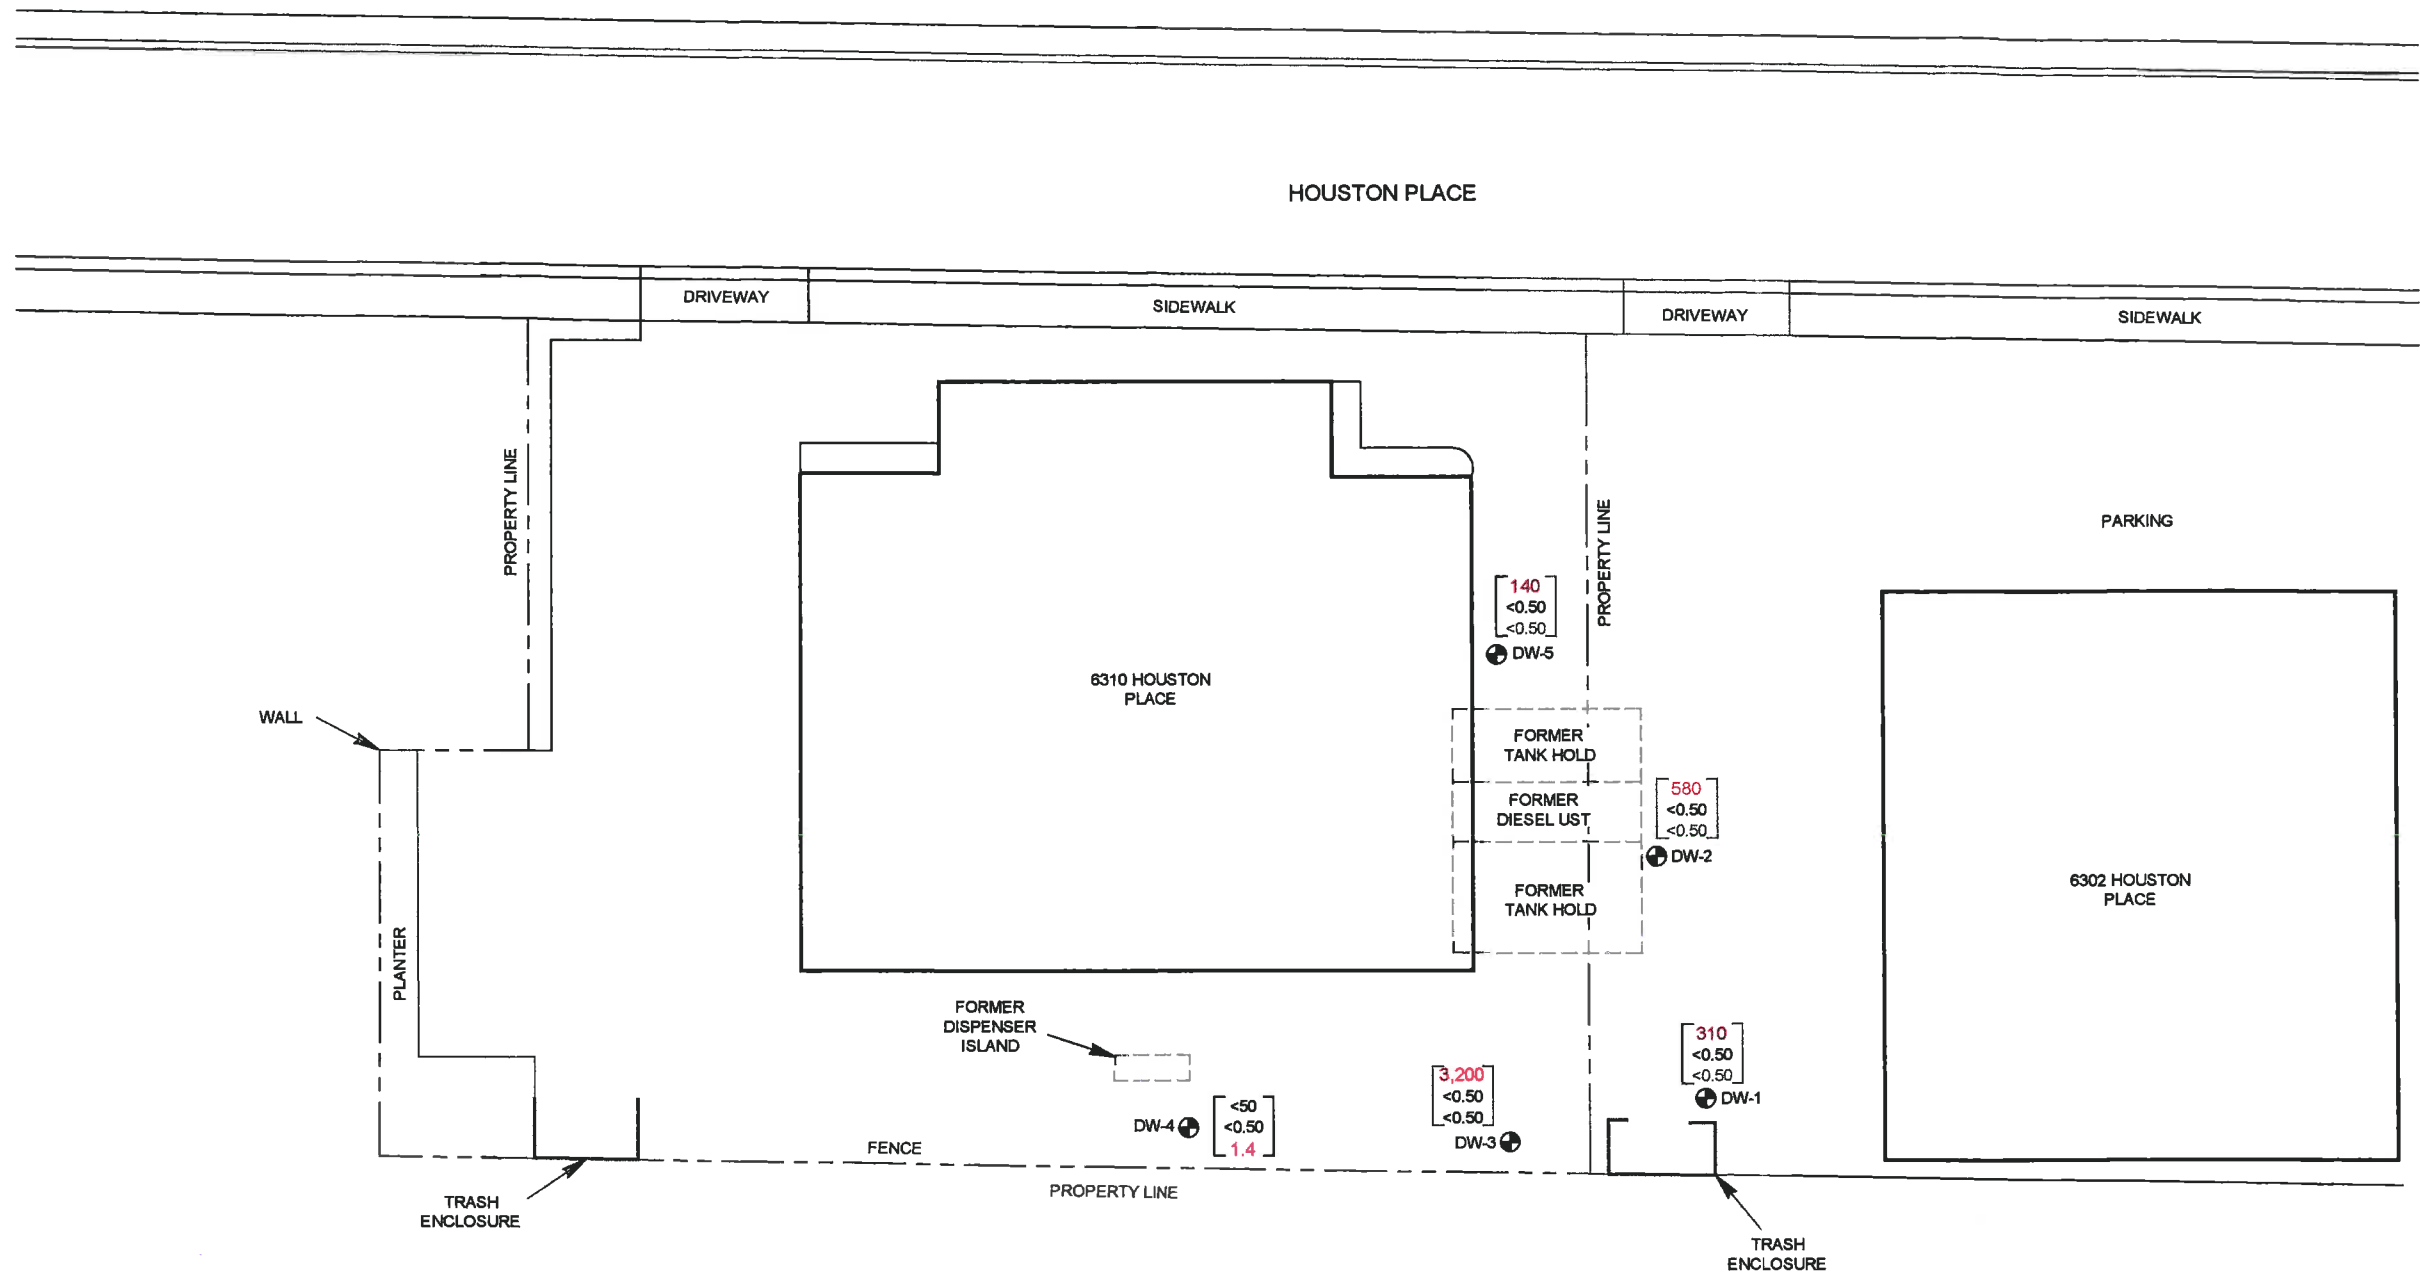 HOUSTON PLACE
DRIVEWAY
SIDEWALK
DRIVEWAY
SIDEWALK
PROPERTY LINE
PROPERTY LINE
PARKING
140
<0.50
<0.50
DW-5
6310 HOUSTON
PLACE
WALL
FORMER
TANK HOLD
FORMER
DIESEL UST
580
<0.50
<0.50
DW-2
FORMER
TANK HOLD
6302 HOUSTON
PLACE
PLANTER
FORMER
DISPENSER
ISLAND
310
<0.50
<0.50
DW-1
3,200
<0.50
<0.50
DW-3
DW-4
<50
<0.50
1.4
FENCE
PROPERTY LINE
TRASH
ENCLOSURE
TRASH
ENCLOSURE